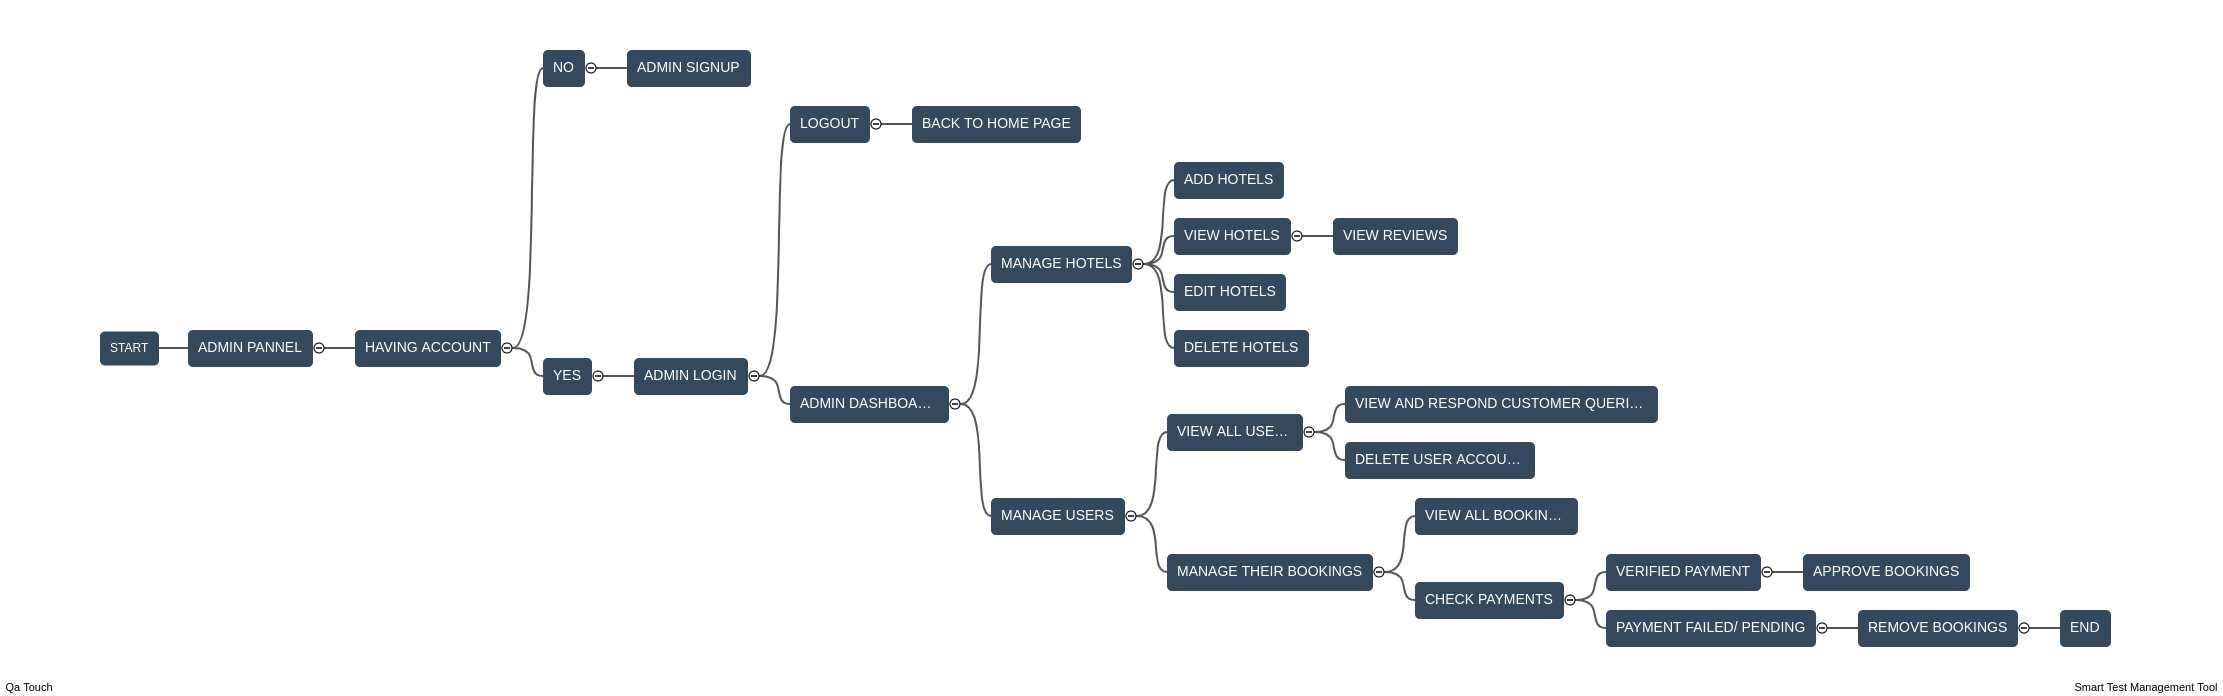 NO
ADMIN SIGNUP
LOGOUT
BACK TO HOME PAGE
ADD HOTELS
VIEW HOTELS
VIEW REVIEWS
MANAGE HOTELS
EDIT HOTELS
START
ADMIN PANNEL
HAVING ACCOUNT
DELETE HOTELS
YES
ADMIN LOGIN
ADMIN DASHBOA...
VIEW AND RESPOND CUSTOMER QUERI...
VIEW ALL USE...
DELETE USER ACCOU...
MANAGE USERS
VIEW ALL BOOKIN...
MANAGE THEIR BOOKINGS
VERIFIED PAYMENT
APPROVE BOOKINGS
CHECK PAYMENTS
PAYMENT FAILED/ PENDING
REMOVE BOOKINGS
END
Qa Touch
Smart Test Management Tool